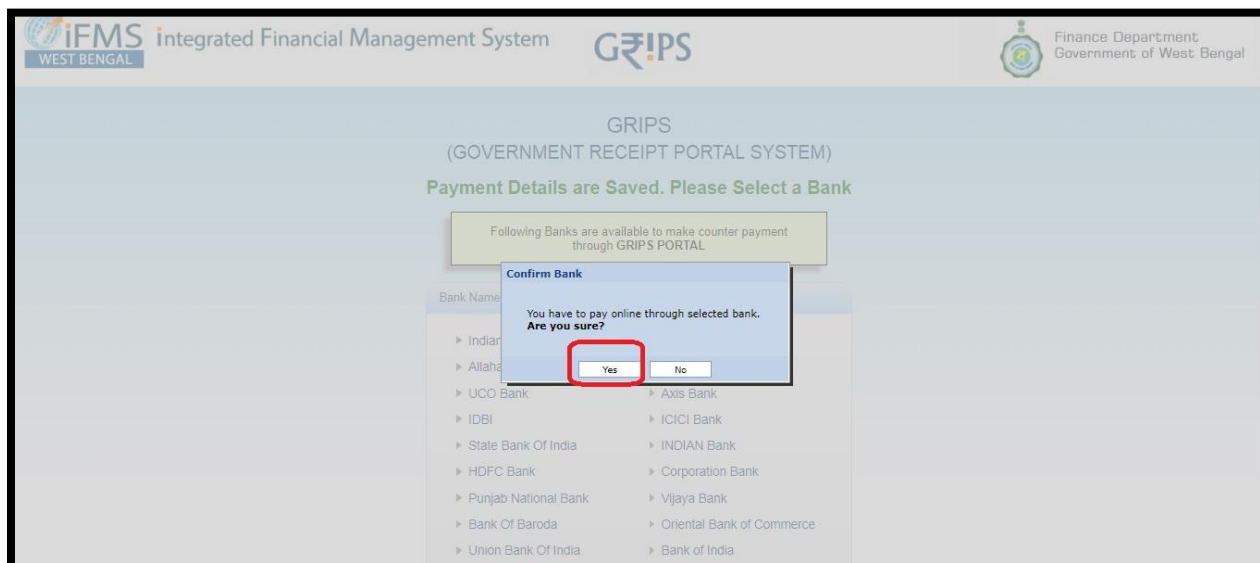 iFMS integrated Financial Management System
WEST BENGAL
GRIPS
Finance Department
Government of West Bengal
GRIPS
(GOVERNMENT RECEIPT PORTAL SYSTEM)
Payment Details are Saved. Please Select a Bank
Following Banks are available to make counter payment
through GRIPS PORTAL
Confirm Bank
You have to pay online through selected bank.
Are you sure?
Yes No
Bank Name
UCO Bank Axis Bank
IDBI ICICI Bank
State Bank Of India INDIAN Bank
HDFC Bank Corporation Bank
Punjab National Bank Vijaya Bank
Bank Of Baroda Oriental Bank of Commerce
Union Bank Of India Bank of India